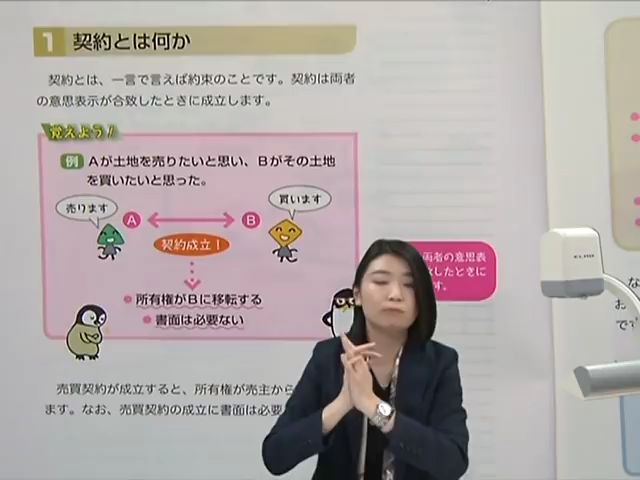 1 契約とは何か
契約とは、一言で言えば約束のことです。契約は両者
の意思表示が合致したときに成立します。
覚えよう!!
例 Aが土地を売りたいと思い、Bがその土地
を買いたいと思った。
売ります
買います
A
B
契約成立!
両者の意思表
したときに
す。
●所有権がBに移転する
●書面は必要ない
売買契約が成立すると、所有権が売主から
ます。なお、売買契約の成立に書面は必要
な
お
で